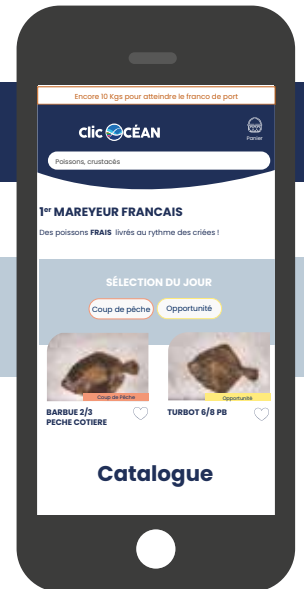 Encore 10 Kgs pour atteindre le franco de port
Clic OCÉAN
Panier
Poissons, crustacés
1er MAREYEUR FRANCAIS
Des poissons FRAIS livrés au rythme des criées !
SÉLECTION DU JOUR
Coup de pêche
Opportunité
Coup de Pêche
Opportunité
BARBUE 2/3
PECHE COTIERE
TURBOT 6/8 PB
Catalogue